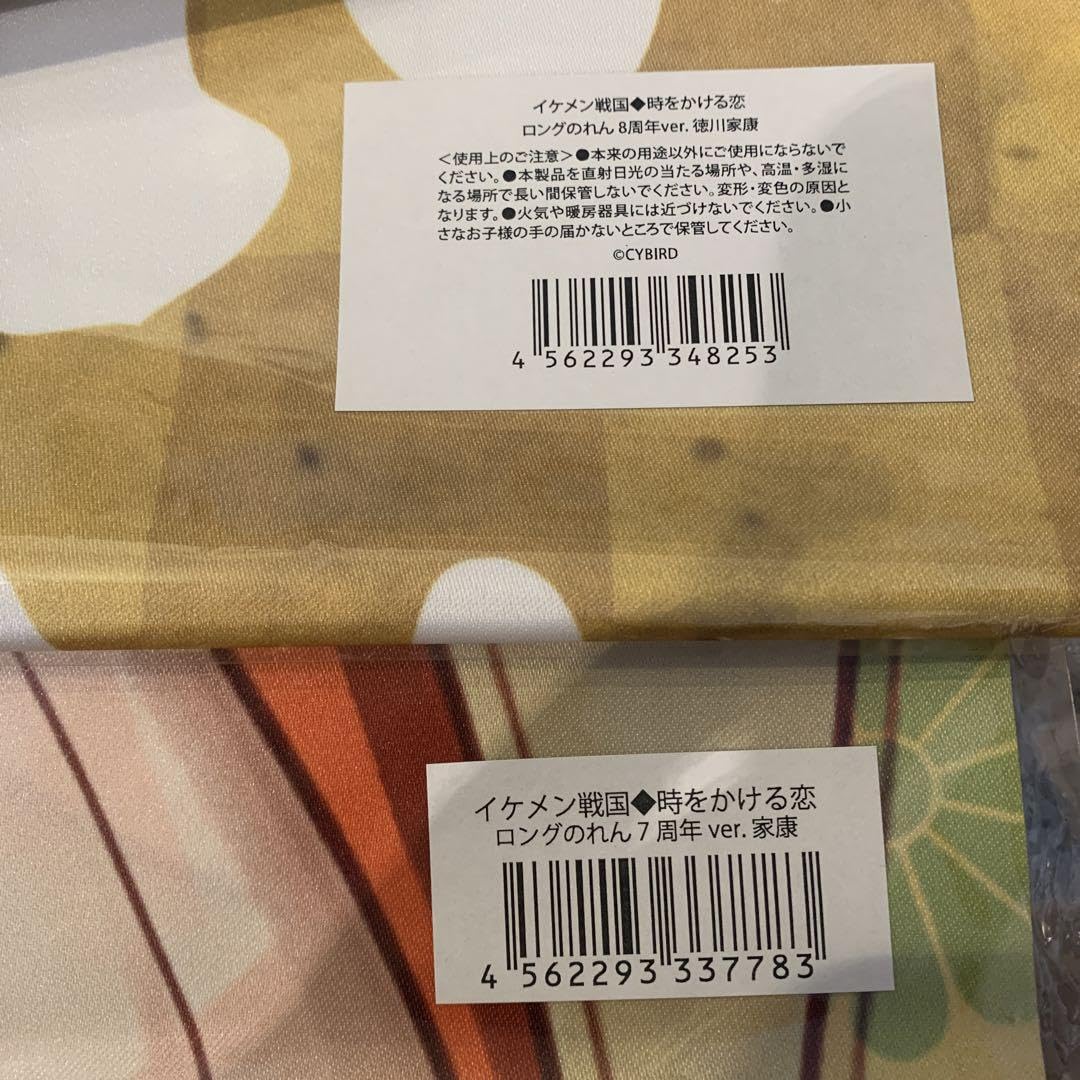 イケメン戦国◆時をかける恋
ロングのれん 8周年ver. 徳川家康
＜使用上のご注意＞●本来の用途以外にご使用にならないで
ください。●本製品を直射日光の当たる場所や、高温・多湿に
なる場所で長い間保管しないでください。変形・変色の原因と
なります。●火気や暖房器具には近づけないでください。●小
さなお子様の手の届かないところで保管してください。
©CYBIRD
4 562293 348253
イケメン戦国◆時をかける恋
ロングのれん 7 周年 ver. 家康
4 562293 337783